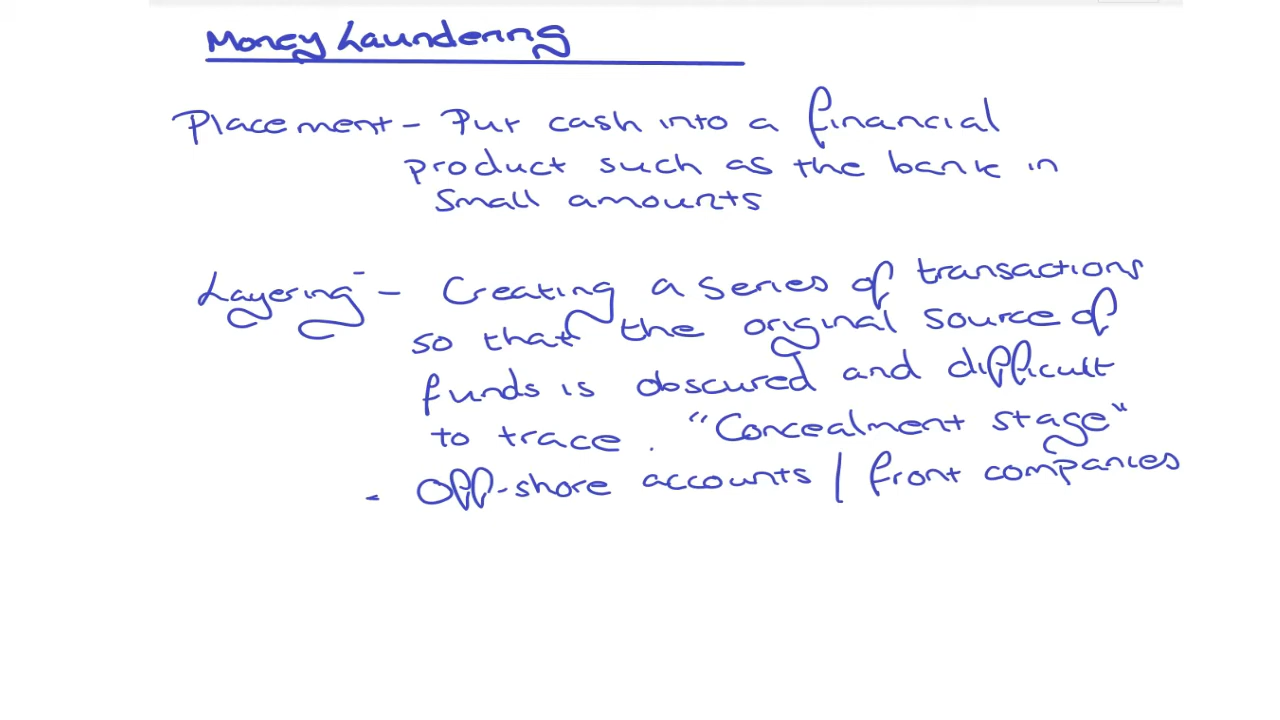 Money Laundering
Placement - Put cash into a financial
product such as the bank in
small amounts
Layering - Creating a series of transactions
so that the original source of
funds is obscured and difficult
to trace. "Concealment stage"
- Off-shore accounts / front companies